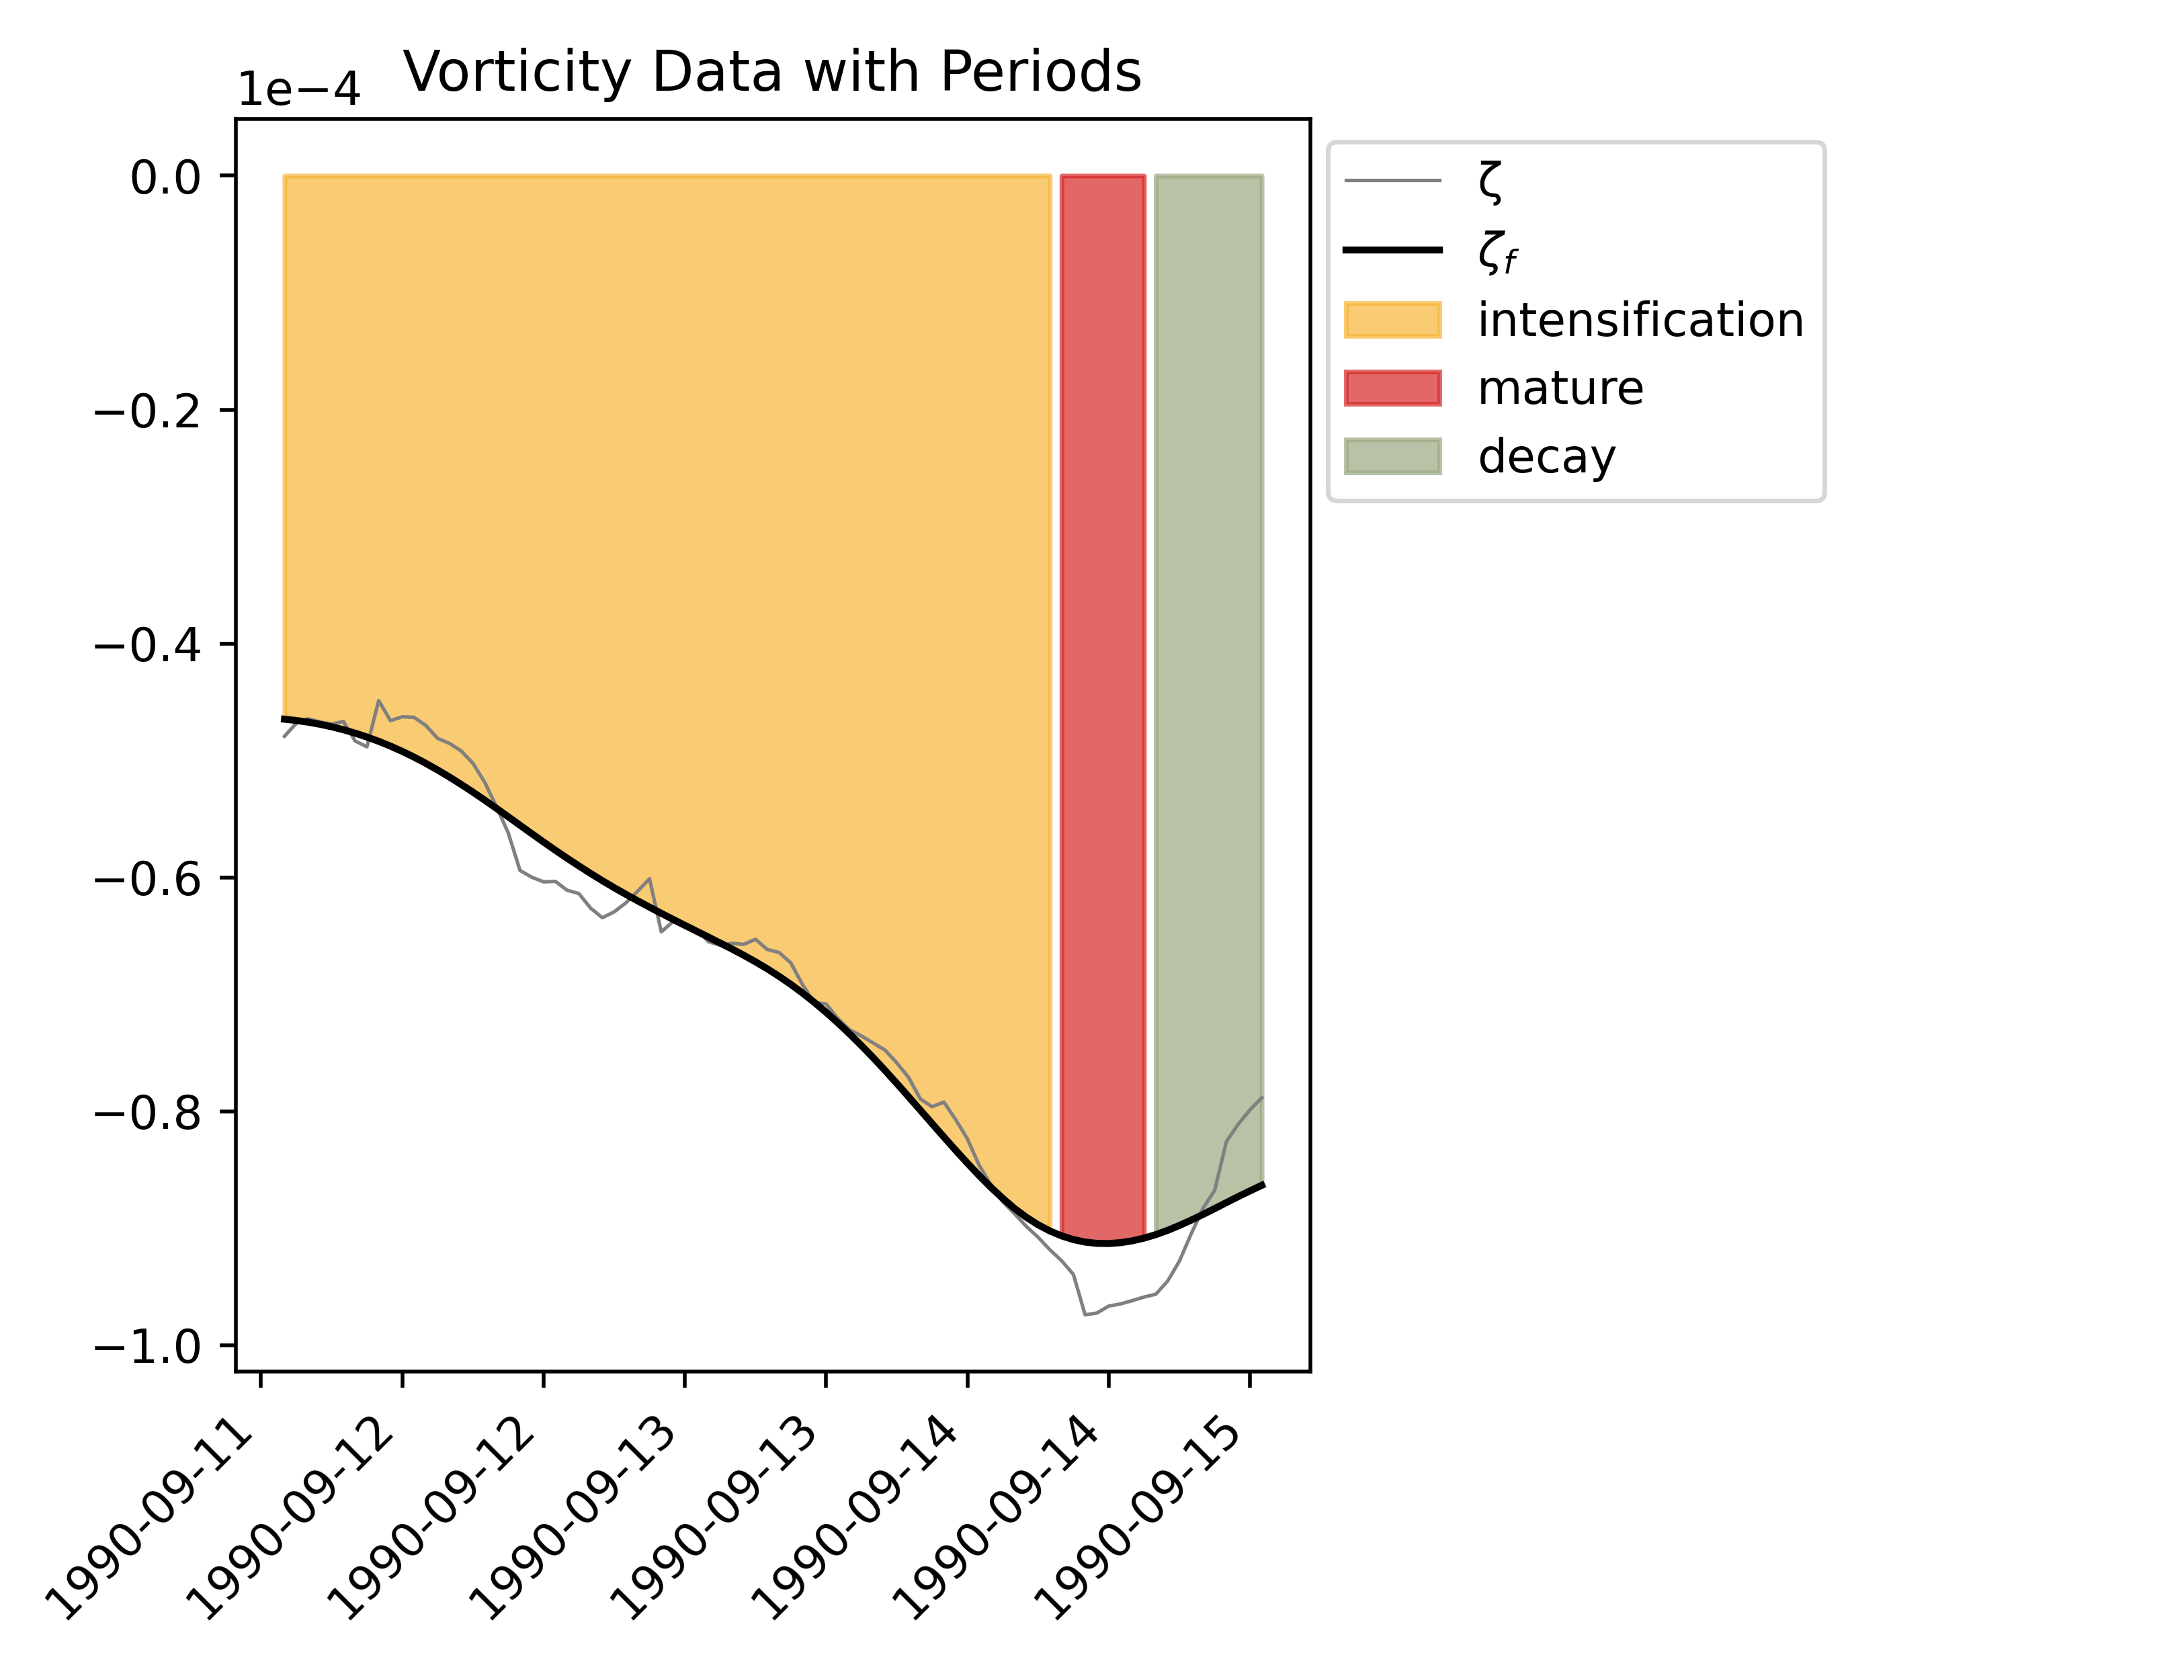 Vorticity Data with Periods
1e−4
0.0
−0.2
−0.4
−0.6
−0.8
−1.0
1990-09-11
1990-09-12
1990-09-12
1990-09-13
1990-09-13
1990-09-14
1990-09-14
1990-09-15
ζ
ζf
intensification
mature
decay